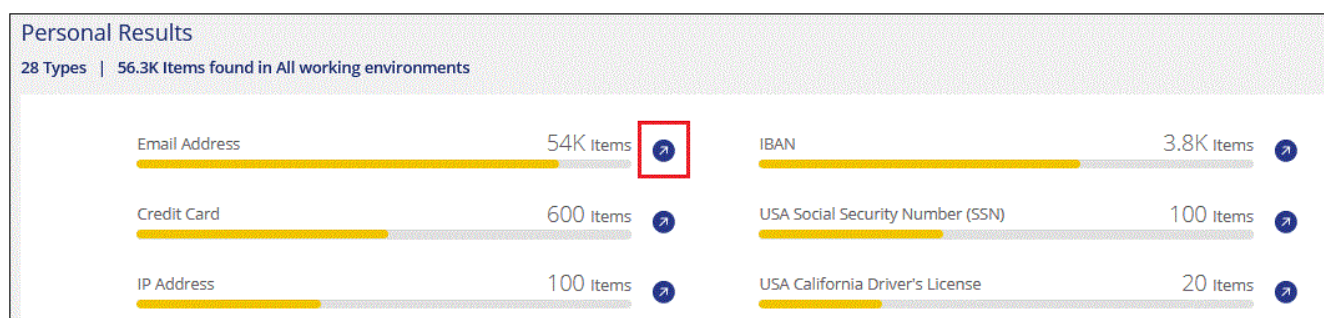 Personal Results
28 Types | 56.3K Items found in All working environments
Email Address 54K Items
IBAN 3.8K Items
Credit Card 600 Items
USA Social Security Number (SSN) 100 Items
IP Address 100 Items
USA California Driver's License 20 Items